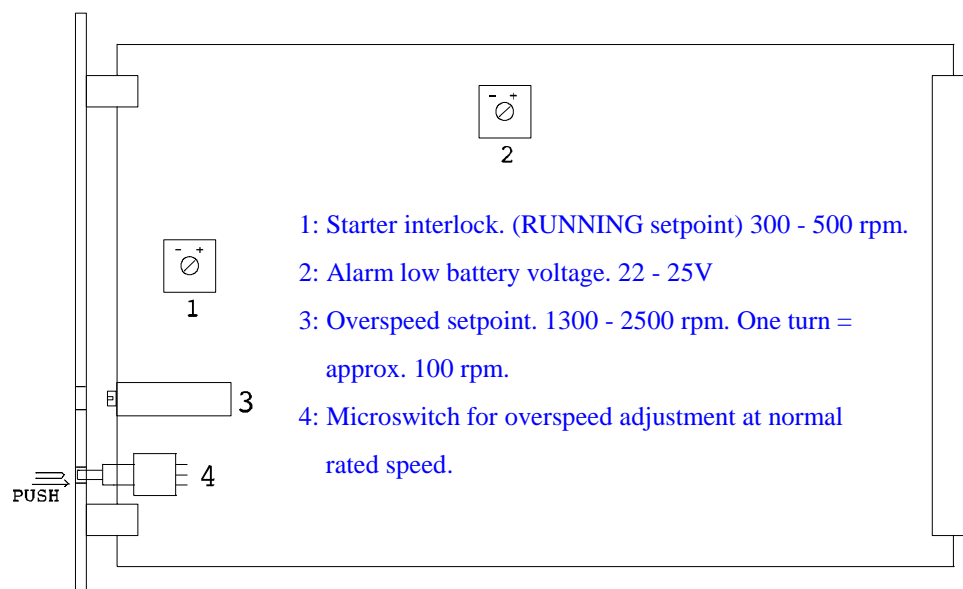 - +
2
1: Starter interlock. (RUNNING setpoint) 300 - 500 rpm.
- +
2: Alarm low battery voltage. 22 - 25V
1
3: Overspeed setpoint. 1300 - 2500 rpm. One turn =
approx. 100 rpm.
3
4: Microswitch for overspeed adjustment at normal
rated speed.
4
PUSH